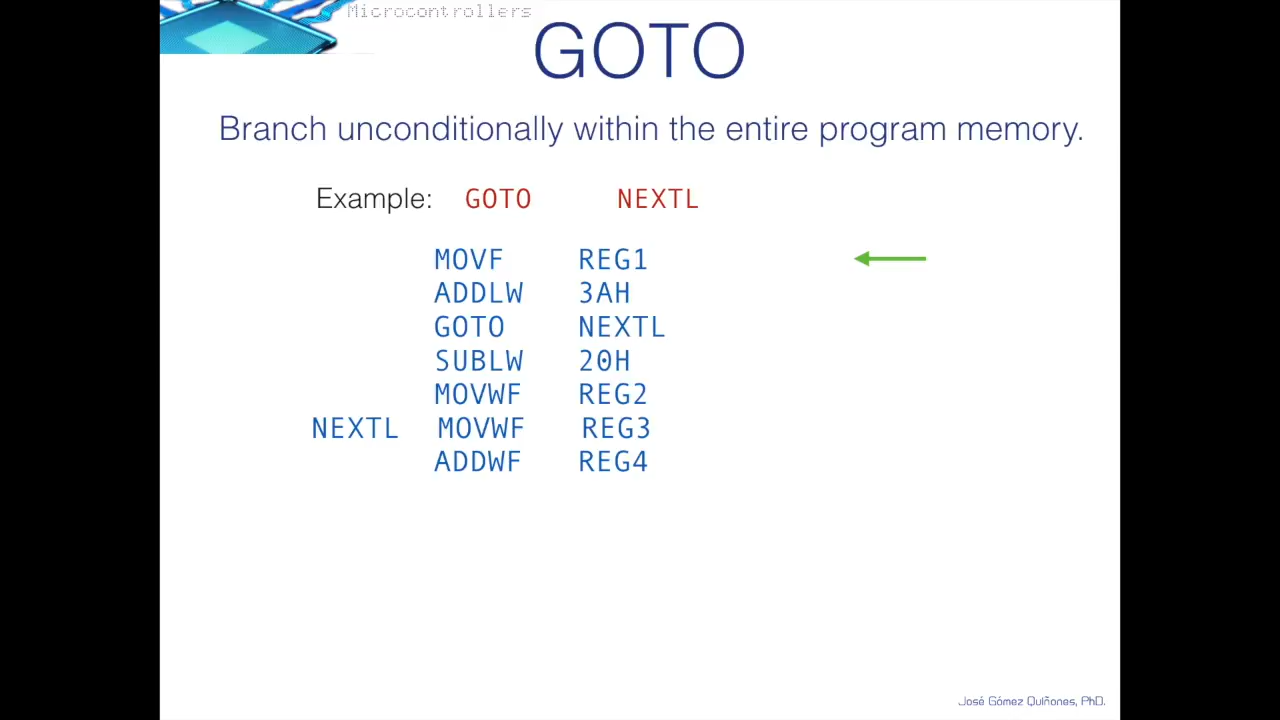 Microcontrollers
GOTO
Branch unconditionally within the entire program memory.
Example: GOTO NEXTL
MOVF REG1
ADDLW 3AH
GOTO NEXTL
SUBLW 20H
MOVWF REG2
NEXTL MOVWF REG3
ADDWF REG4
José Gómez Quiñones, PhD.